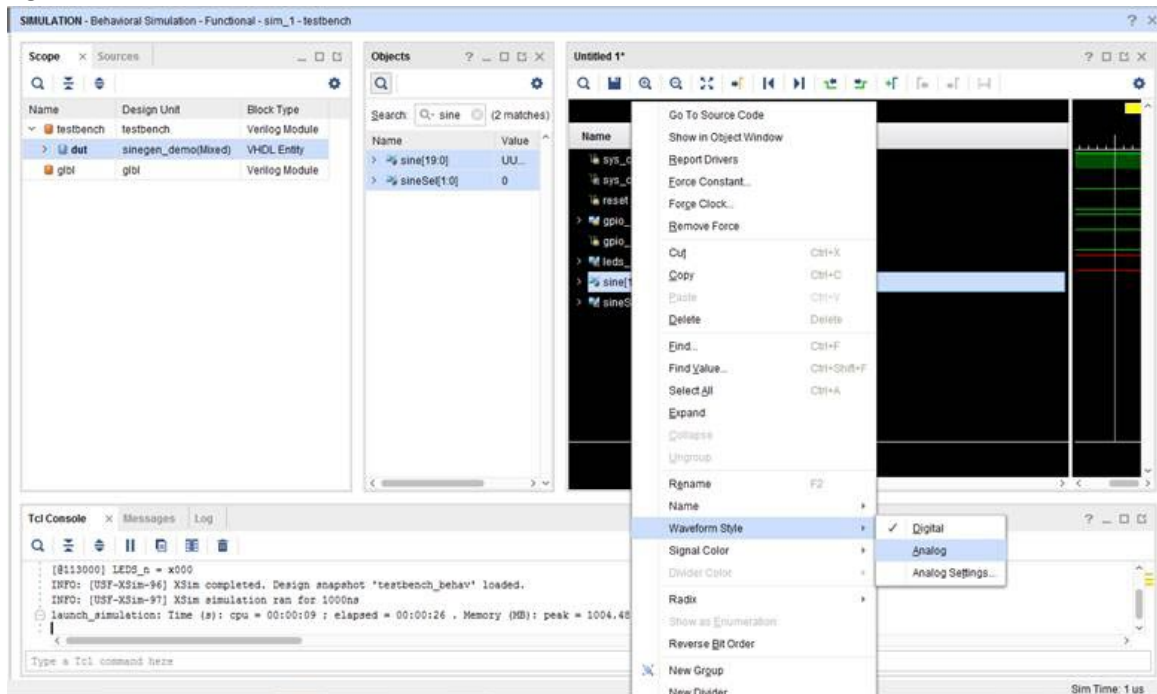 SIMULATION - Behavioral Simulation - Functional - sim_1 - testbench
Scope Sources
Name Design Unit Block Type
testbench testbench Verilog Module
dut sinegen_demo(Mixed) VHDL Entity
glbl glbl Verilog Module
Objects
Search: sine (2 matches)
Name Value
sine[19:0] UU...
sineSel[1:0] 0
Untitled 1*
Name
sys_c
sys_c
reset
gpio_
gpio_
leds_
sine[1
sineS
Go To Source Code
Show in Object Window
Report Drivers
Force Constant...
Force Clock...
Remove Force
Cut Ctrl+X
Copy Ctrl+C
Paste Ctrl+V
Delete Delete
Find... Ctrl+F
Find Value... Ctrl+Shift+F
Select All Ctrl+A
Expand
Collapse
Ungroup
Rename F2
Name
Waveform Style
Signal Color
Divider Color
Radix
Show as Enumeration
Reverse Bit Order
New Group
New Divider
Digital
Analog
Analog Settings...
Tcl Console Messages Log
[@113000] LEDS_n = x000
INFO: [USF-XSim-96] XSim completed. Design snapshot 'testbench_behav' loaded.
INFO: [USF-XSim-97] XSim simulation ran for 1000ns
launch_simulation: Time (s): cpu = 00:00:09 ; elapsed = 00:00:26 . Memory (MB): peak = 1004.48
Type a Tcl command here
Sim Time: 1 us